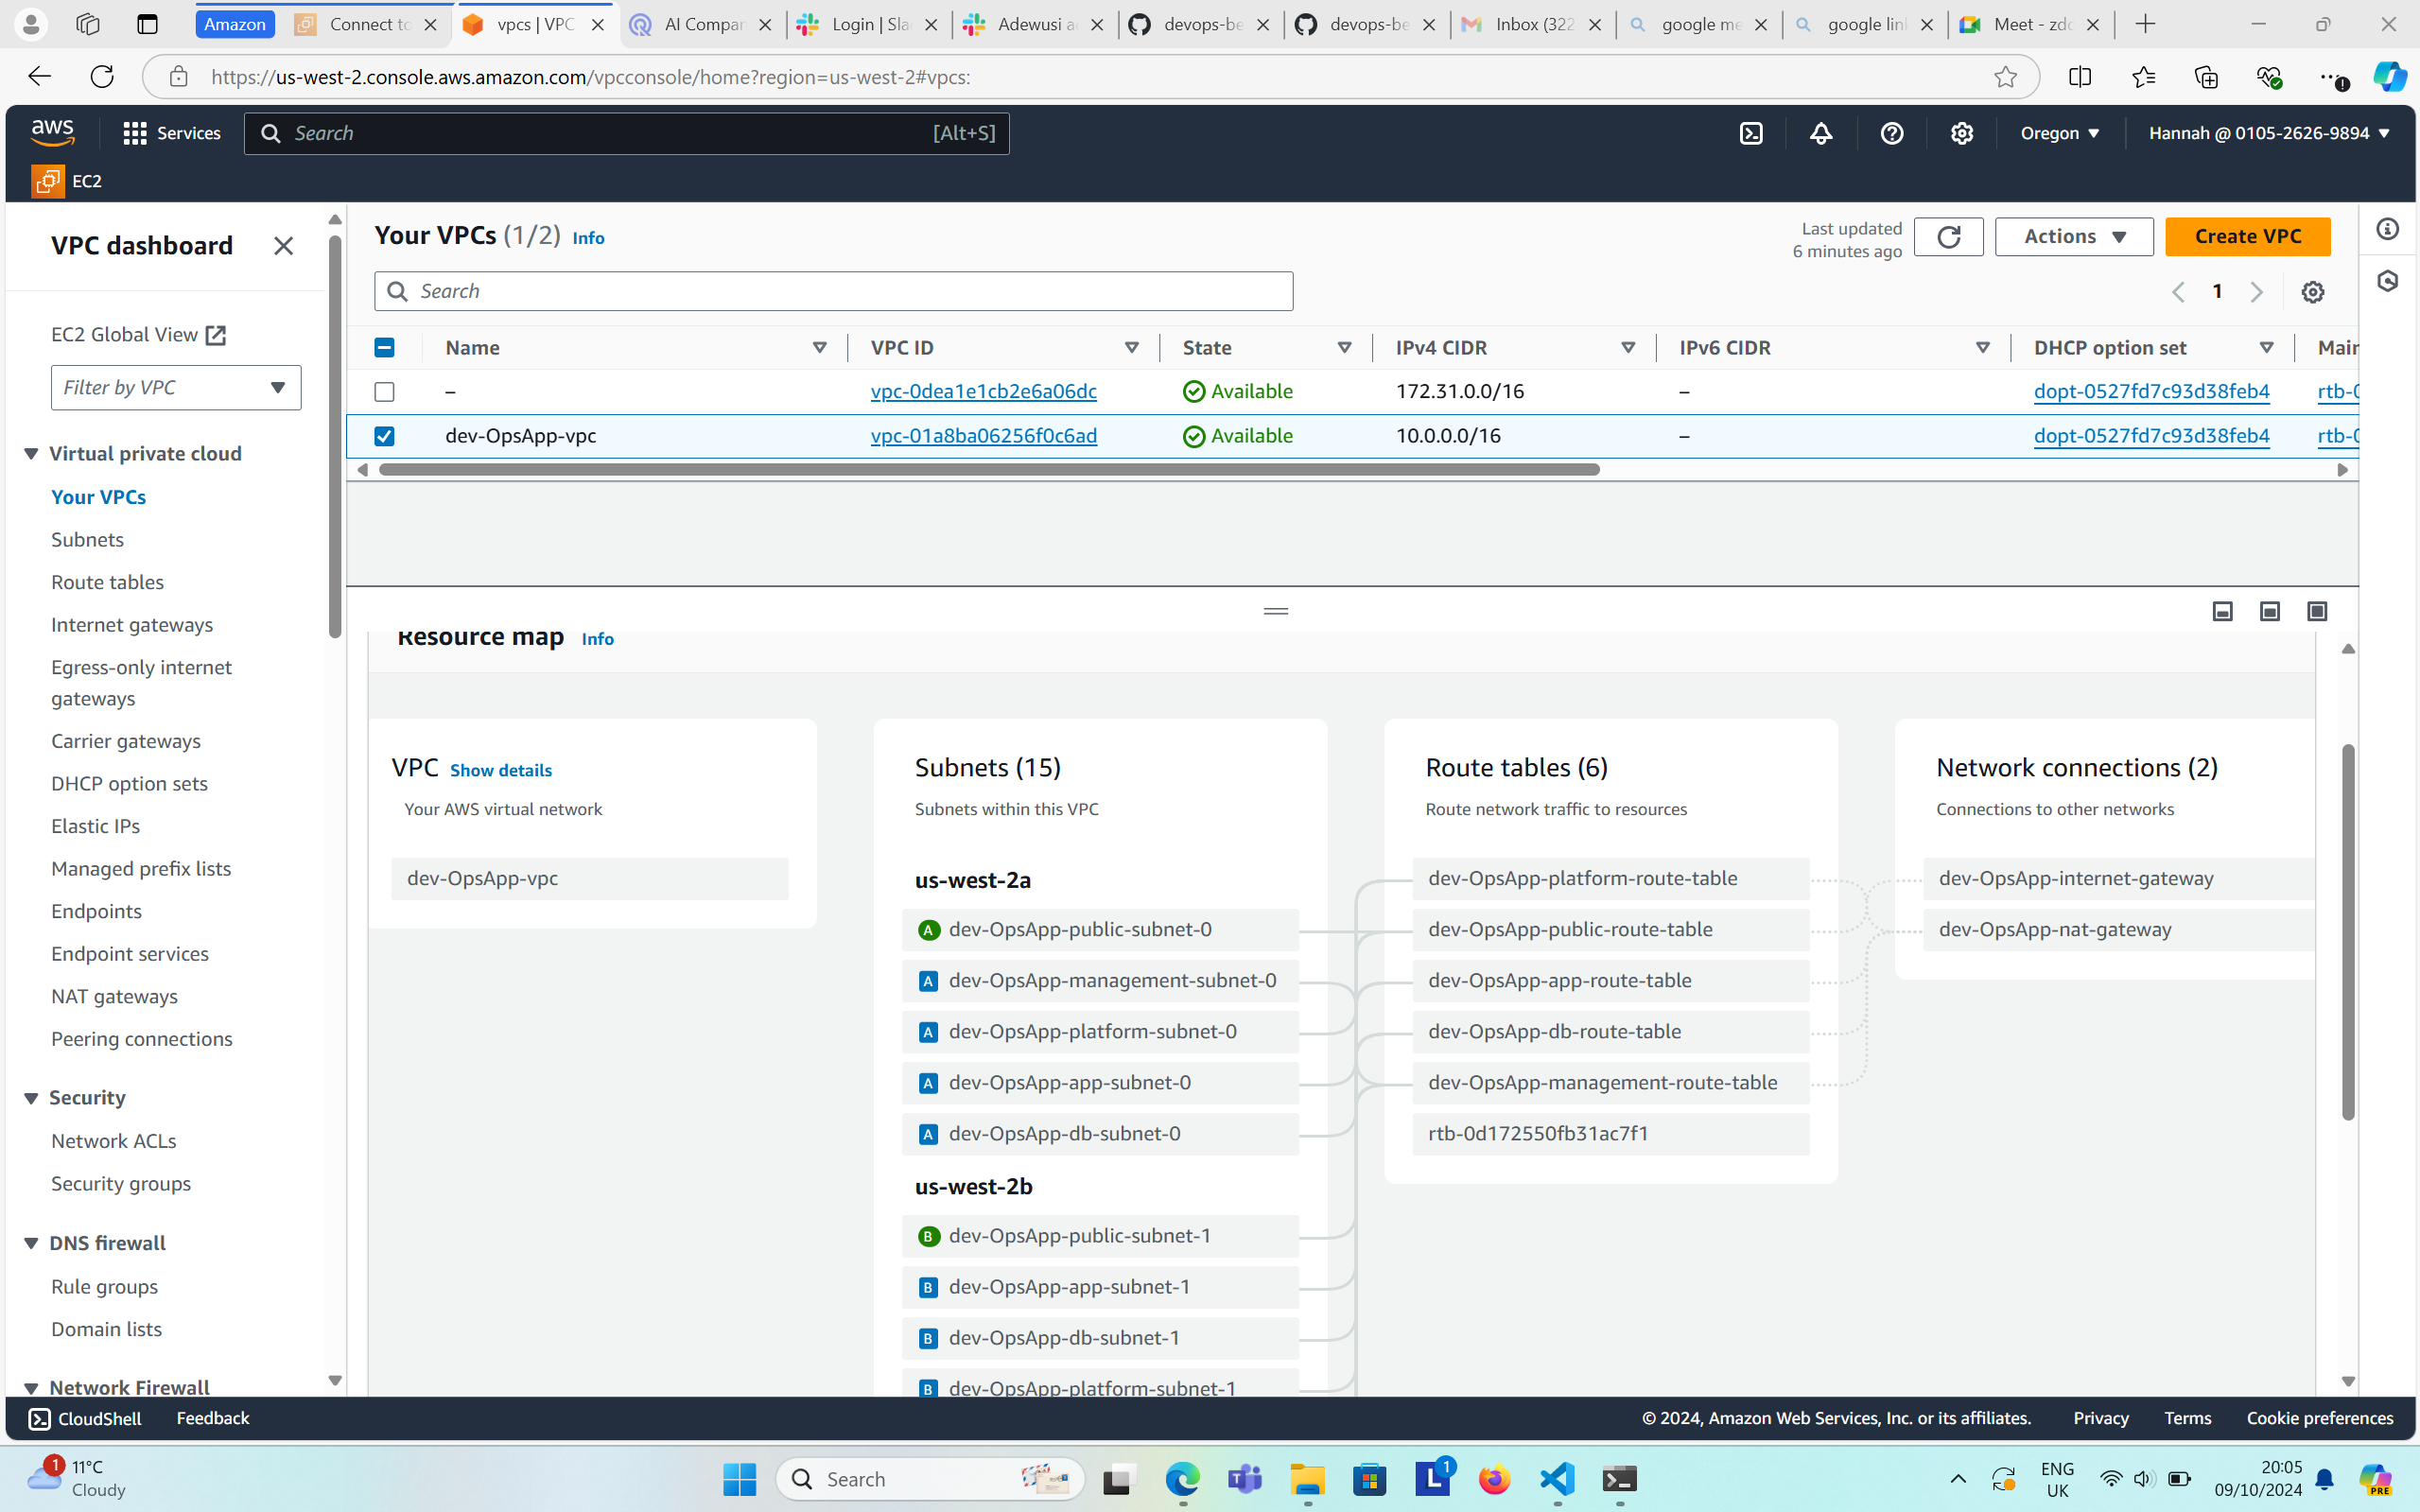 Amazon
Connect to
vpcs | VPC
AI Compar
Login | Sla
Adewusi a
devops-be
devops-be
Inbox (322
google me
google lin
Meet - zdc
https://us-west-2.console.aws.amazon.com/vpcconsole/home?region=us-west-2#vpcs:
aws
Services
Search
[Alt+S]
Oregon
Hannah @ 0105-2626-9894
EC2
VPC dashboard
EC2 Global View
Filter by VPC
Virtual private cloud
Your VPCs
Subnets
Route tables
Internet gateways
Egress-only internet
gateways
Carrier gateways
DHCP option sets
Elastic IPs
Managed prefix lists
Endpoints
Endpoint services
NAT gateways
Peering connections
Security
Network ACLs
Security groups
DNS firewall
Rule groups
Domain lists
Network Firewall
Your VPCs (1/2) Info
Last updated
6 minutes ago
Actions
Create VPC
Search
1
Name VPC ID State IPv4 CIDR IPv6 CIDR DHCP option set Main
– vpc-0dea1e1cb2e6a06dc Available 172.31.0.0/16 – dopt-0527fd7c93d38feb4 rtb-0
dev-OpsApp-vpc vpc-01a8ba06256f0c6ad Available 10.0.0.0/16 – dopt-0527fd7c93d38feb4 rtb-0
Resource map Info
VPC Show details
Your AWS virtual network
dev-OpsApp-vpc
Subnets (15)
Subnets within this VPC
us-west-2a
A dev-OpsApp-public-subnet-0
A dev-OpsApp-management-subnet-0
A dev-OpsApp-platform-subnet-0
A dev-OpsApp-app-subnet-0
A dev-OpsApp-db-subnet-0
us-west-2b
B dev-OpsApp-public-subnet-1
B dev-OpsApp-app-subnet-1
B dev-OpsApp-db-subnet-1
B dev-OpsApp-platform-subnet-1
Route tables (6)
Route network traffic to resources
dev-OpsApp-platform-route-table
dev-OpsApp-public-route-table
dev-OpsApp-app-route-table
dev-OpsApp-db-route-table
dev-OpsApp-management-route-table
rtb-0d172550fb31ac7f1
Network connections (2)
Connections to other networks
dev-OpsApp-internet-gateway
dev-OpsApp-nat-gateway
CloudShell
Feedback
© 2024, Amazon Web Services, Inc. or its affiliates.
Privacy
Terms
Cookie preferences
1
11°C
Cloudy
Search
L
1
ENG
UK
20:05
09/10/2024
PRE